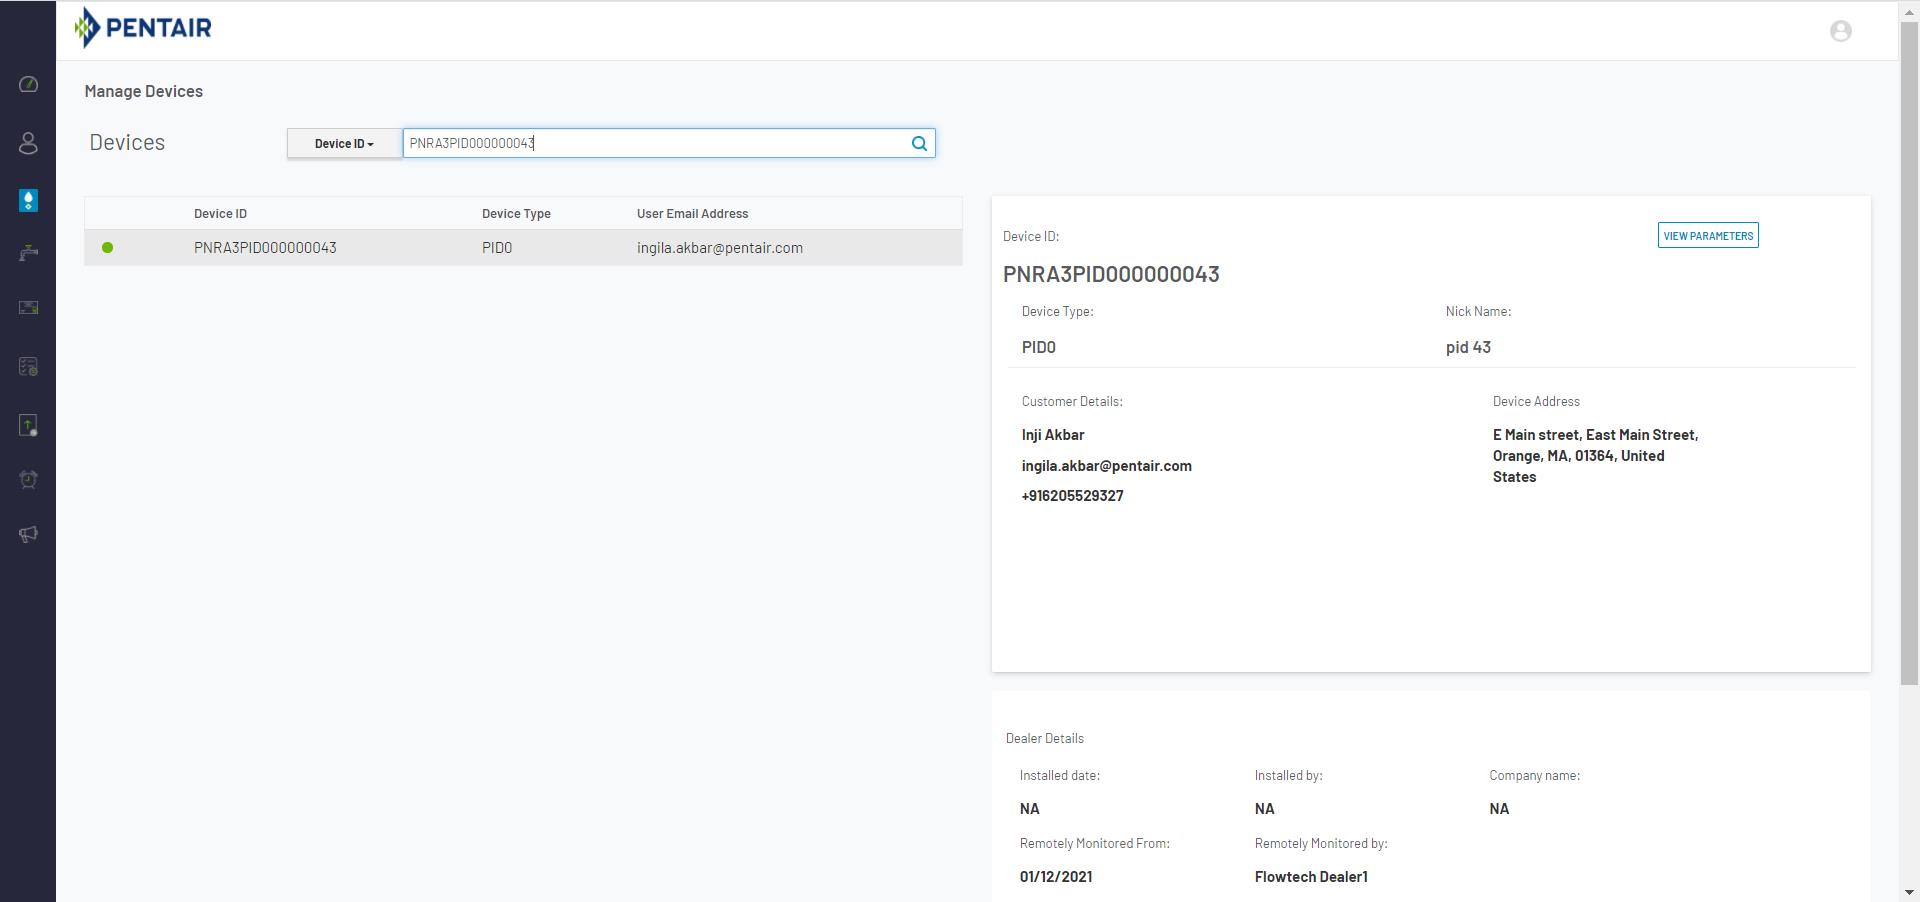 PENTAIR
Manage Devices
Devices
Device ID
PNRA3PID000000043
Device ID Device Type User Email Address
PNRA3PID000000043 PID0 ingila.akbar@pentair.com
Device ID:
VIEW PARAMETERS
PNRA3PID000000043
Device Type: Nick Name:
PID0 pid 43
Customer Details:
Inji Akbar
ingila.akbar@pentair.com
+916205529327
Device Address
E Main street, East Main Street,
Orange, MA, 01364, United
States
Dealer Details
Installed date: Installed by: Company name:
NA NA NA
Remotely Monitored From: Remotely Monitored by:
01/12/2021 Flowtech Dealer1